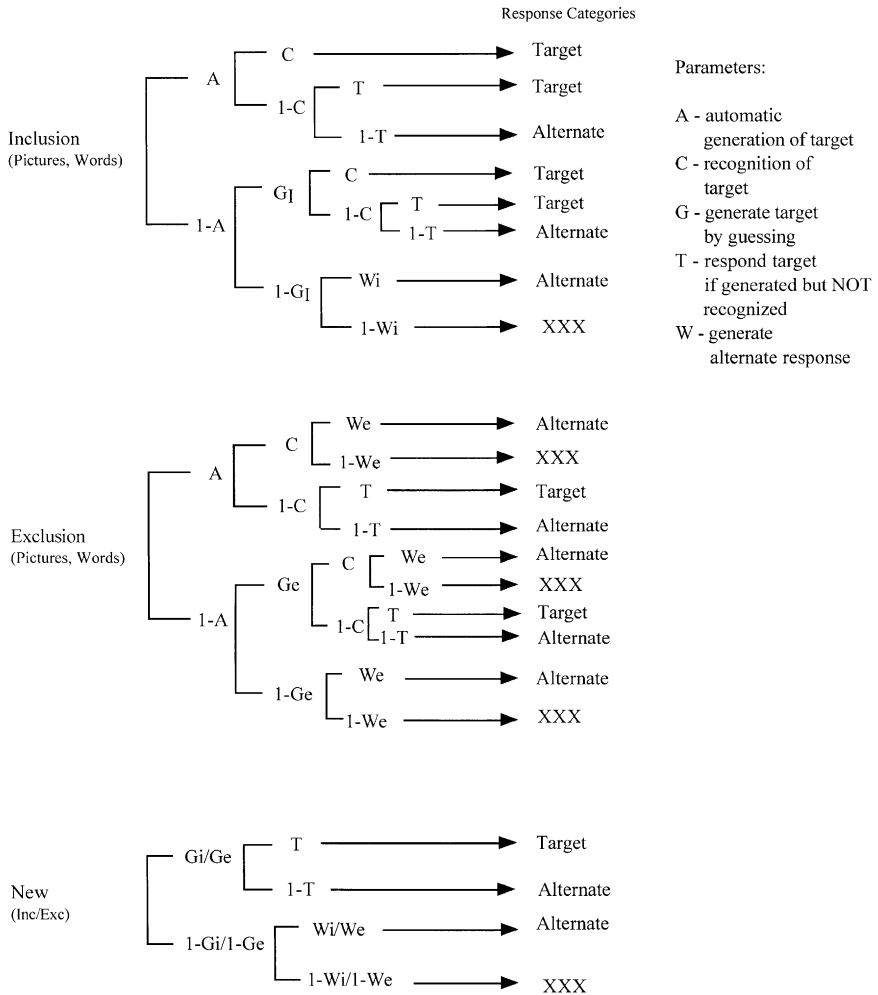 Response Categories
C Target
A
T Target
1-C
1-T Alternate
Inclusion
(Pictures, Words)
C Target
GI
T Target
1-C
1-T Alternate
1-A
Wi Alternate
1-GI
1-Wi XXX
Parameters:
A - automatic
generation of target
C - recognition of
target
G - generate target
by guessing
T - respond target
if generated but NOT
recognized
W - generate
alternate response
We Alternate
C
1-We XXX
A
T Target
1-C
1-T Alternate
Exclusion
(Pictures, Words)
We Alternate
C
1-We XXX
Ge
T Target
1-C
1-T Alternate
1-A
We Alternate
1-Ge
1-We XXX
T Target
Gi/Ge
1-T Alternate
New
(Inc/Exc)
Wi/We Alternate
1-Gi/1-Ge
1-Wi/1-We XXX